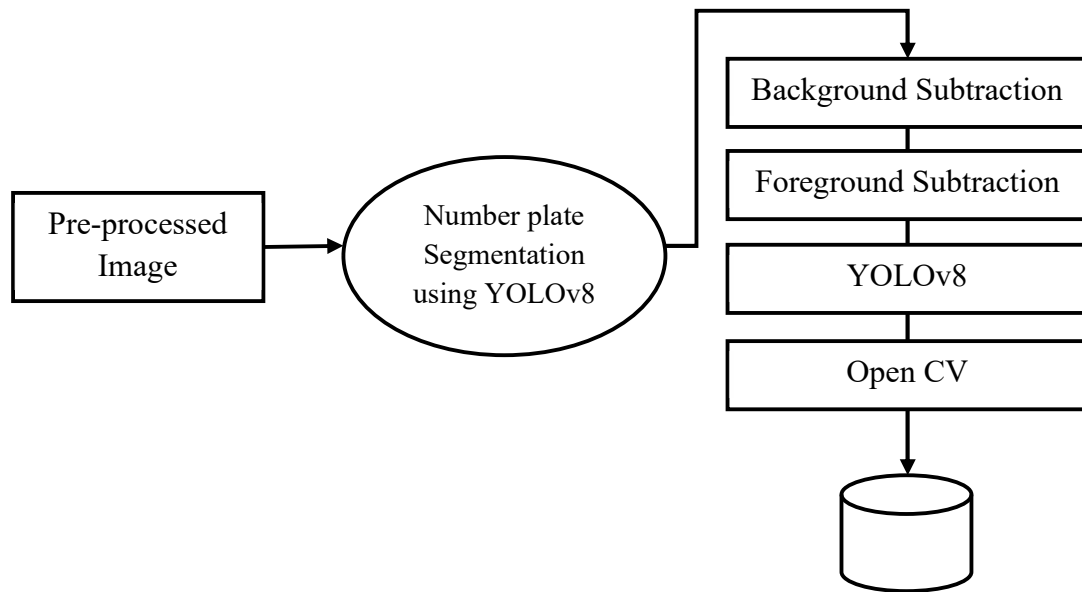 Pre-processed
Image
Number plate
Segmentation
using YOLOv8
Background Subtraction
Foreground Subtraction
YOLOv8
Open CV